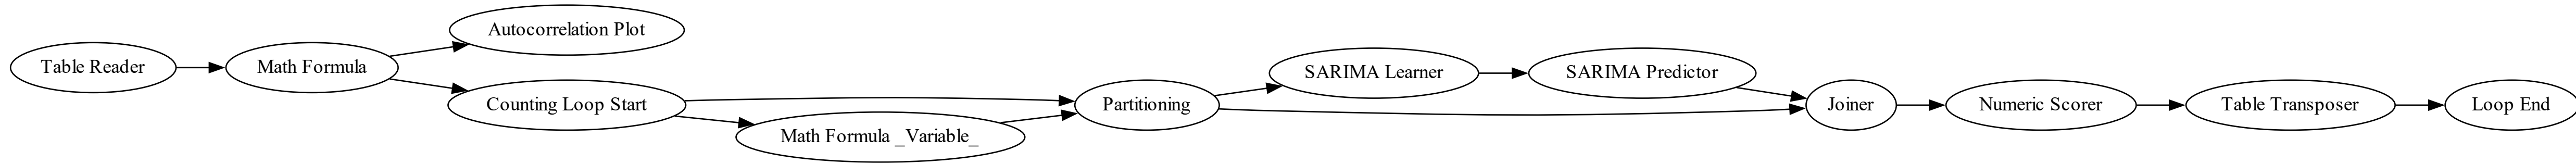 Table Reader
Math Formula
Autocorrelation Plot
Counting Loop Start
Math Formula _Variable_
Partitioning
SARIMA Learner
SARIMA Predictor
Joiner
Numeric Scorer
Table Transposer
Loop End